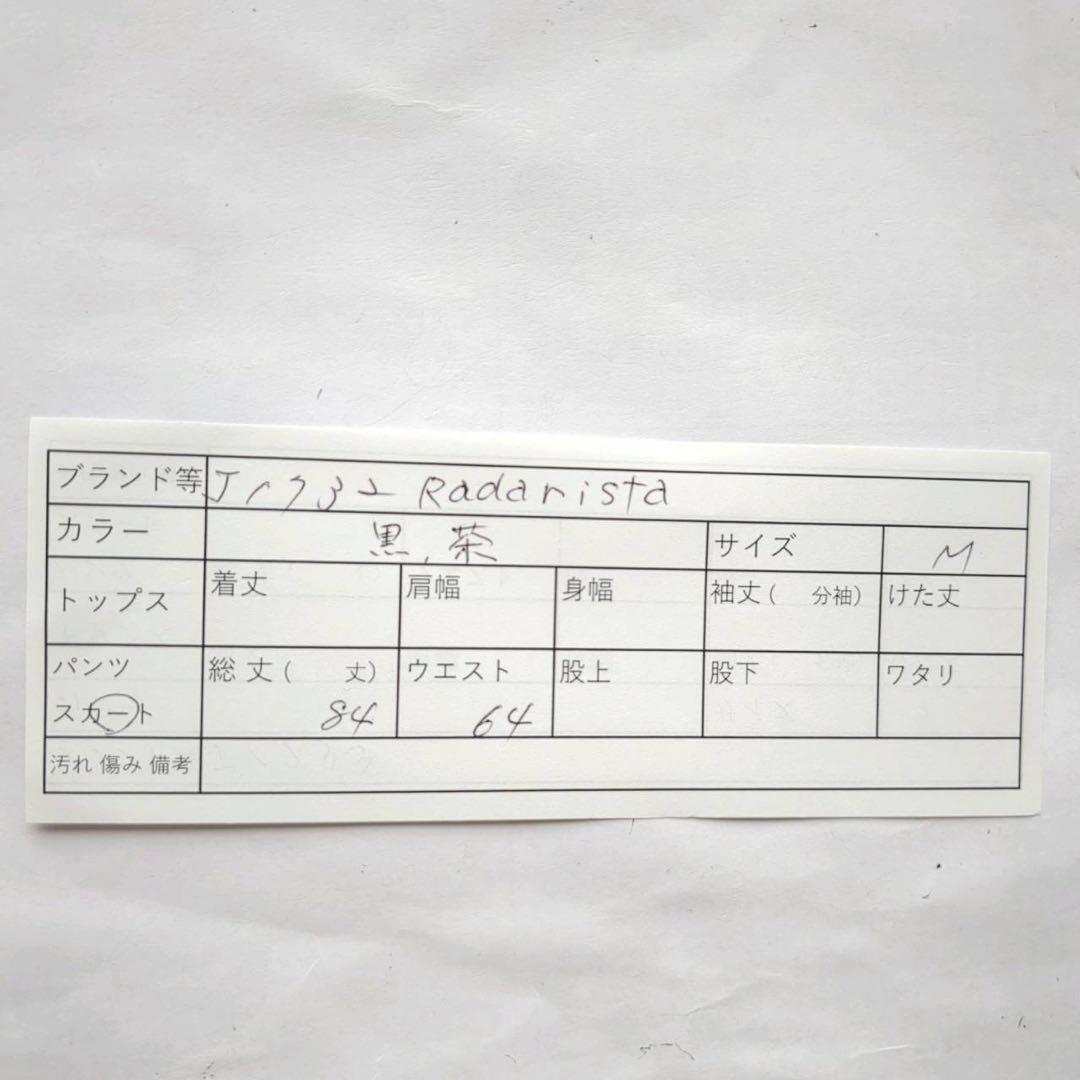 ブランド等 J1732 Radarista
カラー 黒、茶 サイズ M
トップス 着丈 肩幅 身幅 袖丈( 分袖) けた丈
パンツ 総丈( 丈) ウエスト 股上 股下 ワタリ
スカート 84 64
汚れ 傷み 備考